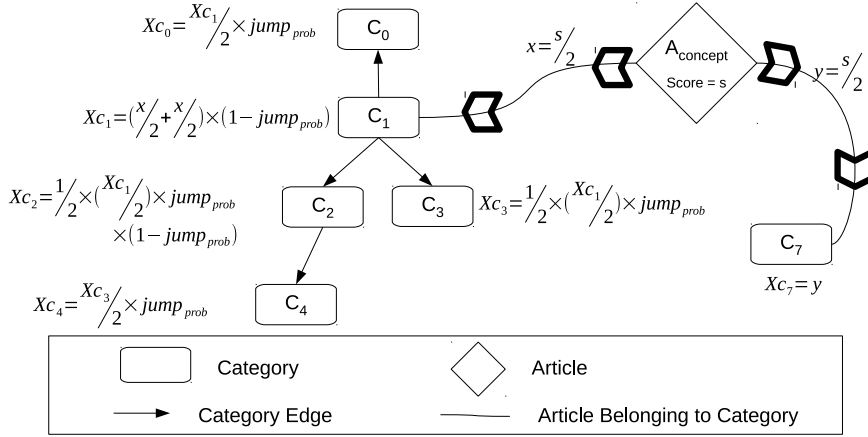 Xc₀=Xc₁/2×jump_prob
C₀
x=s/2
A_concept
Score = s
y=s/2
Xc₁=(x/2+x/2)×(1−jump_prob)
C₁
Xc₂=1/2×(Xc₁/2)×jump_prob
×(1−jump_prob)
C₂
C₃
Xc₃=1/2×(Xc₁/2)×jump_prob
C₇
Xc₇=y
Xc₄=Xc₃/2×jump_prob
C₄
Category
Article
Category Edge
Article Belonging to Category